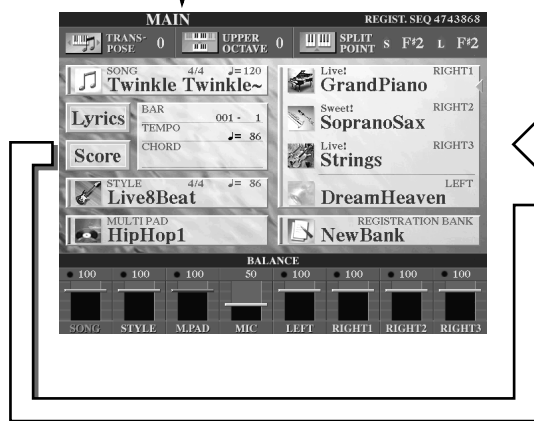 MAIN REGIST. SEQ 4743868
TRANS-
POSE 0 UPPER
OCTAVE 0 SPLIT
POINT S F♯2 L F♯2
SONG 4/4 ♩=120
Twinkle Twinkle~
Live! RIGHT1
GrandPiano
Lyrics
BAR 001 - 1
TEMPO ♩= 86
CHORD
Score
Sweet! RIGHT2
SopranoSax
Live! RIGHT3
Strings
STYLE 4/4 ♩= 86
Live8Beat
LEFT
DreamHeaven
MULTI PAD
HipHop1
REGISTRATION BANK
NewBank
BALANCE
100 100 100 50 100 100 100 100
SONG STYLE M.PAD MIC LEFT RIGHT1 RIGHT2 RIGHT3